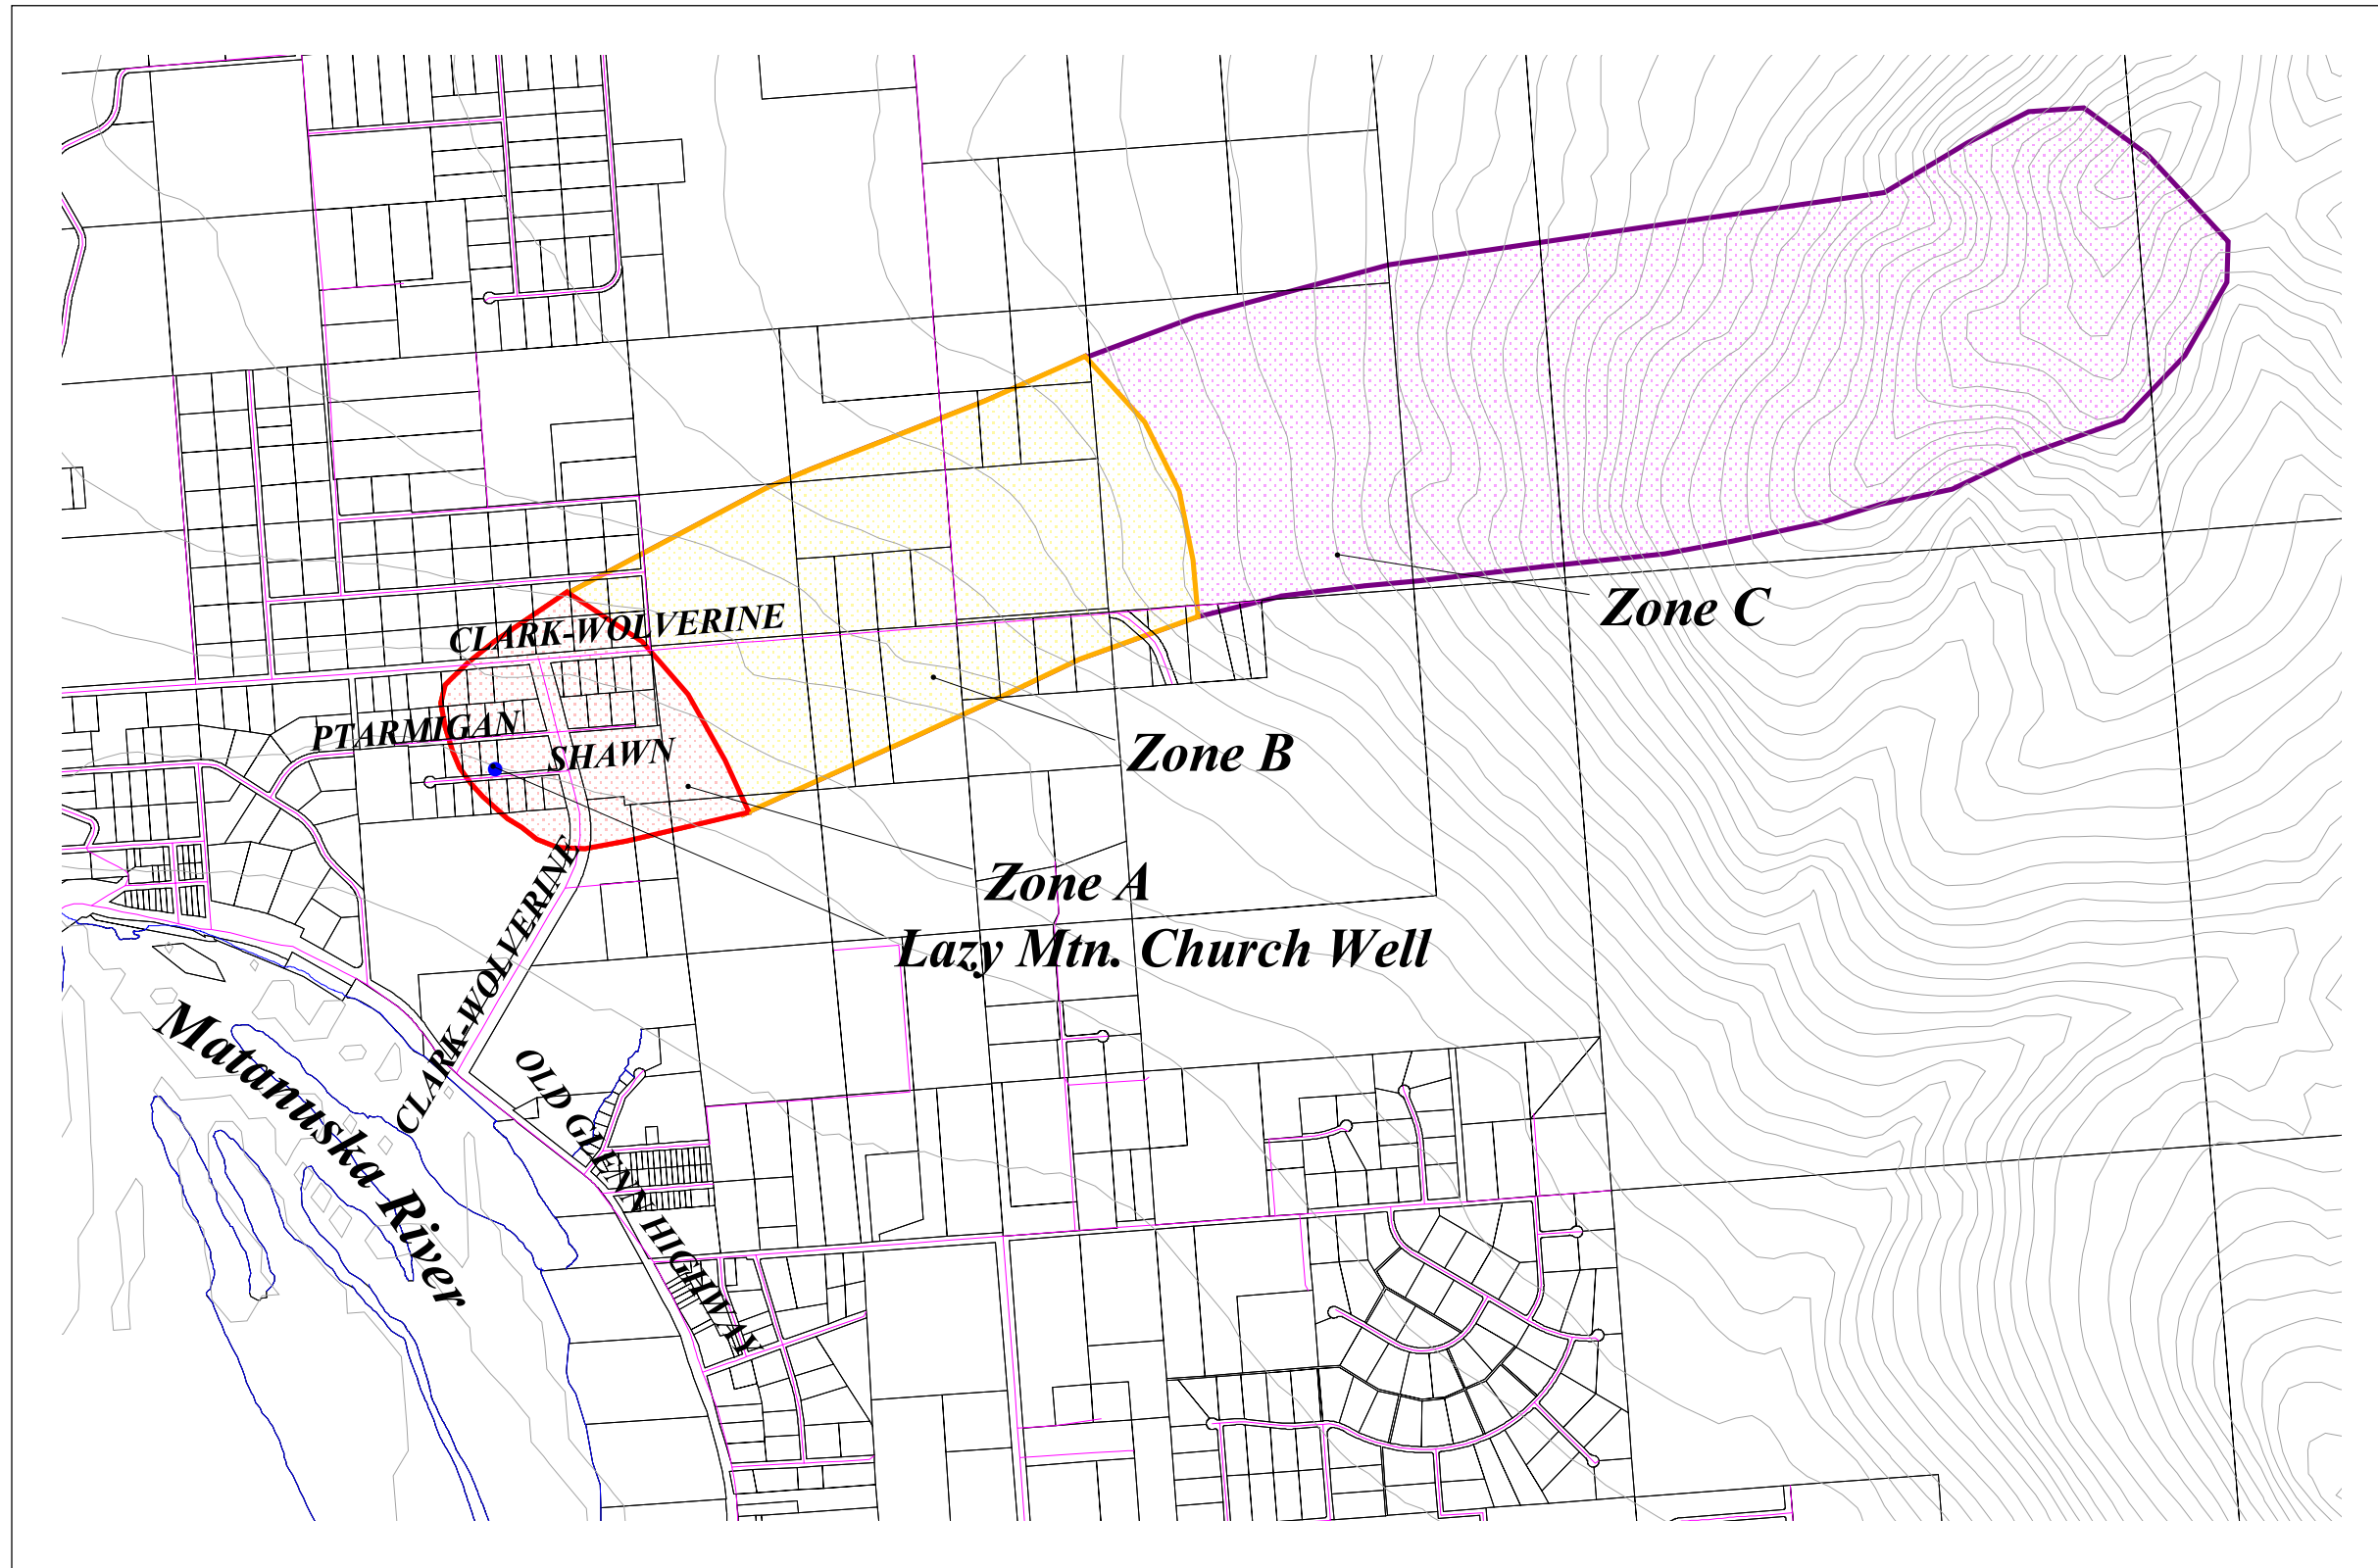 CLARK-WOLVERINE
Zone C
PTARMIGAN
SHAWN
Zone B
Zone A
Lazy Mtn. Church Well
CLARK-WOLVERINE
Matanuska River
OLD GLENN HIGHWAY